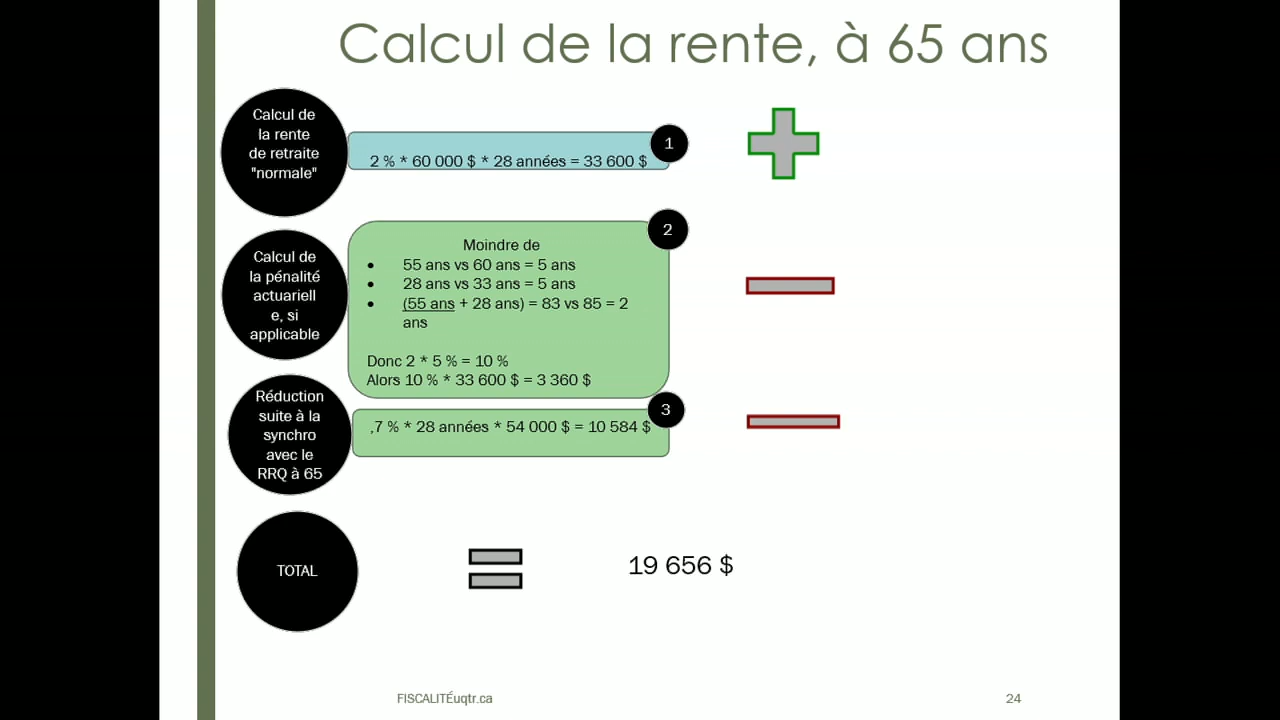 Calcul de la rente, à 65 ans
Calcul de
la rente
de retraite
"normale"
2 % * 60 000 $ * 28 années = 33 600 $
1
Calcul de
la pénalité
actuariell
e, si
applicable
2
Moindre de
• 55 ans vs 60 ans = 5 ans
• 28 ans vs 33 ans = 5 ans
• (55 ans + 28 ans) = 83 vs 85 = 2
ans
Donc 2 * 5 % = 10 %
Alors 10 % * 33 600 $ = 3 360 $
Réduction
suite à la
synchro
avec le
RRQ à 65
3
,7 % * 28 années * 54 000 $ = 10 584 $
TOTAL
19 656 $
FISCALITÉuqtr.ca
24